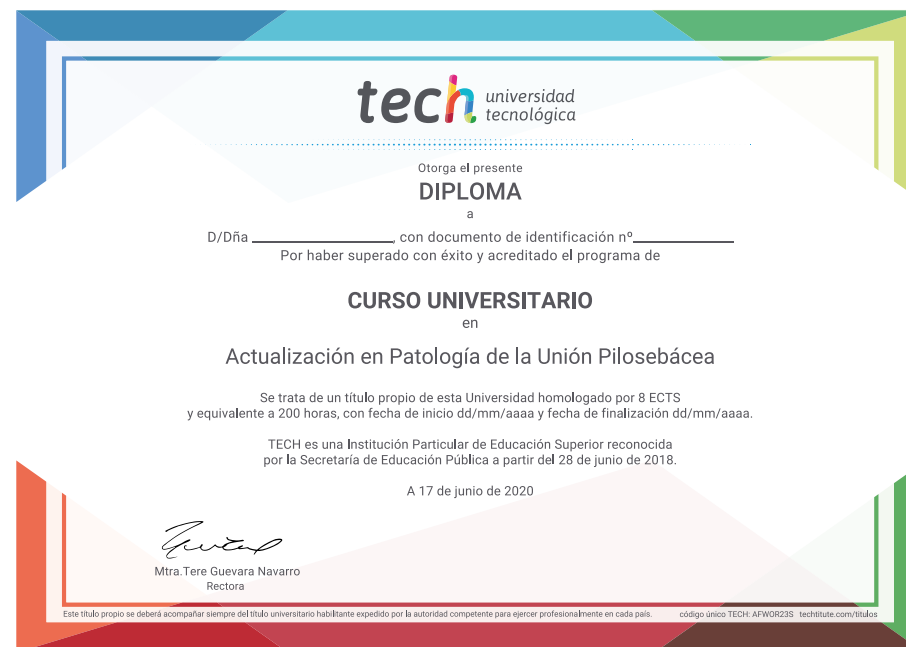 tech universidad
tecnológica
Otorga el presente
DIPLOMA
a
D/Dña ____________________, con documento de identificación nº______________
Por haber superado con éxito y acreditado el programa de
CURSO UNIVERSITARIO
en
Actualización en Patología de la Unión Pilosebácea
Se trata de un título propio de esta Universidad homologado por 8 ECTS
y equivalente a 200 horas, con fecha de inicio dd/mm/aaaa y fecha de finalización dd/mm/aaaa.
TECH es una Institución Particular de Educación Superior reconocida
por la Secretaría de Educación Pública a partir del 28 de junio de 2018.
A 17 de junio de 2020
Mtra.Tere Guevara Navarro
Rectora
Este título propio se deberá acompañar siempre del título universitario habilitante expedido por la autoridad competente para ejercer profesionalmente en cada país. código único TECH: AFWOR23S techtitute.com/titulos